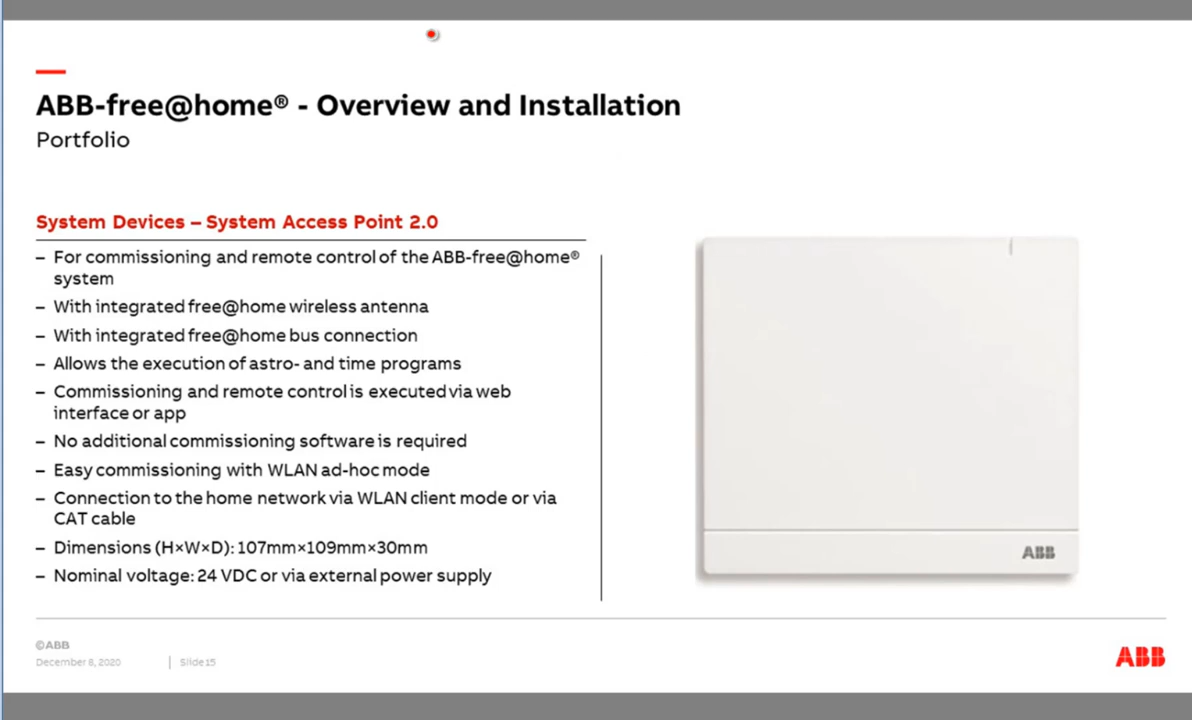 ABB-free@home® - Overview and Installation
Portfolio
System Devices – System Access Point 2.0
– For commissioning and remote control of the ABB-free@home®
system
– With integrated free@home wireless antenna
– With integrated free@home bus connection
– Allows the execution of astro- and time programs
– Commissioning and remote control is executed via web
interface or app
– No additional commissioning software is required
– Easy commissioning with WLAN ad-hoc mode
– Connection to the home network via WLAN client mode or via
CAT cable
– Dimensions (H×W×D): 107mm×109mm×30mm
– Nominal voltage: 24 VDC or via external power supply
ABB
©ABB
December 8, 2020 | Slide 15
ABB